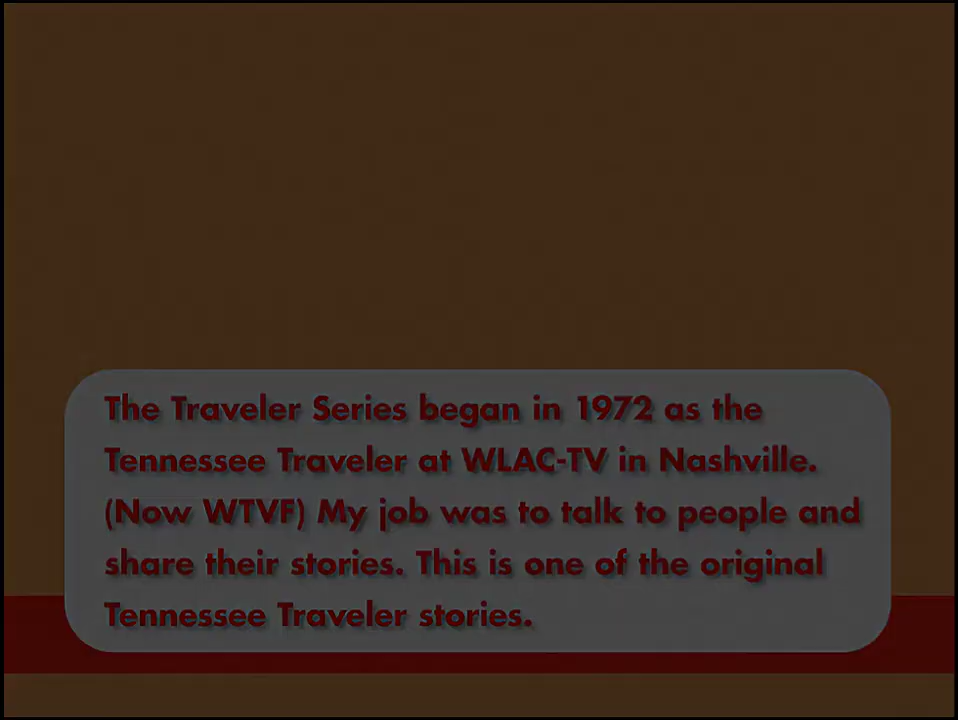 The Traveler Series began in 1972 as the
Tennessee Traveler at WLAC-TV in Nashville.
(Now WTVF) My job was to talk to people and
share their stories. This is one of the original
Tennessee Traveler stories.